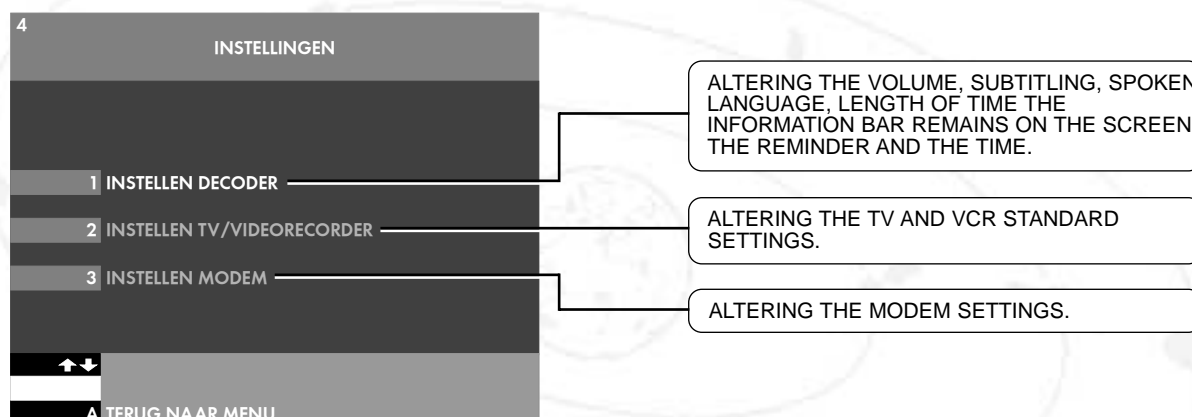 4
INSTELLINGEN
1 INSTELLEN DECODER
2 INSTELLEN TV/VIDEORECORDER
3 INSTELLEN MODEM
A TERUG NAAR MENU
ALTERING THE VOLUME, SUBTITLING, SPOKEN
LANGUAGE, LENGTH OF TIME THE
INFORMATION BAR REMAINS ON THE SCREEN
THE REMINDER AND THE TIME.
ALTERING THE TV AND VCR STANDARD
SETTINGS.
ALTERING THE MODEM SETTINGS.